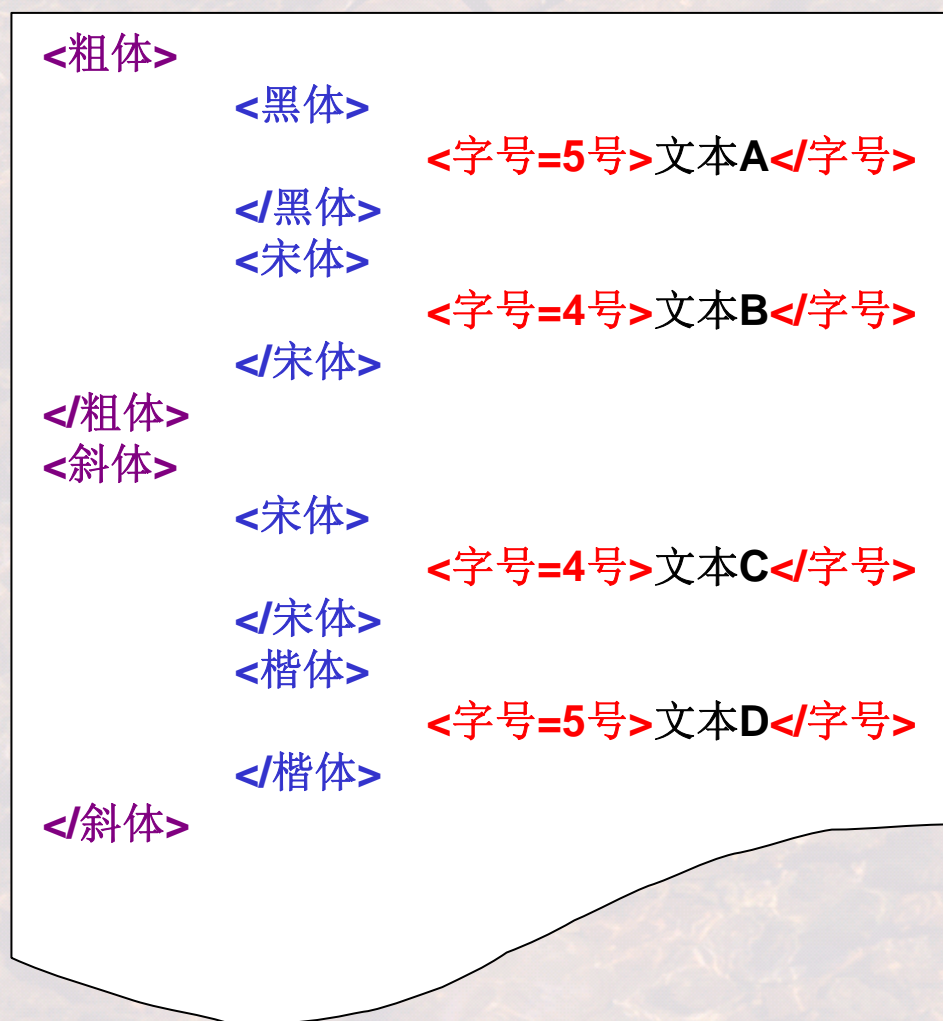 <粗体>
<黑体>
<字号=5号>文本A</字号>
</黑体>
<宋体>
<字号=4号>文本B</字号>
</宋体>
</粗体>
<斜体>
<宋体>
<字号=4号>文本C</字号>
</宋体>
<楷体>
<字号=5号>文本D</字号>
</楷体>
</斜体>